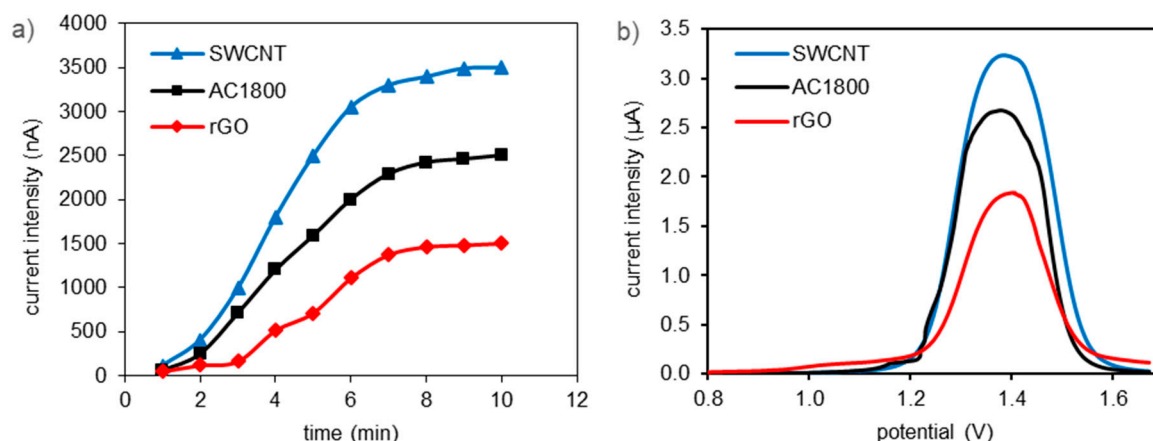 a)
SWCNT
AC1800
rGO
current intensity (nA)
4000
3500
3000
2500
2000
1500
1000
500
0
0 2 4 6 8 10 12
time (min)
b)
SWCNT
AC1800
rGO
current intensity (µA)
3.5
3.0
2.5
2.0
1.5
1.0
0.5
0.0
0.8 1.0 1.2 1.4 1.6
potential (V)